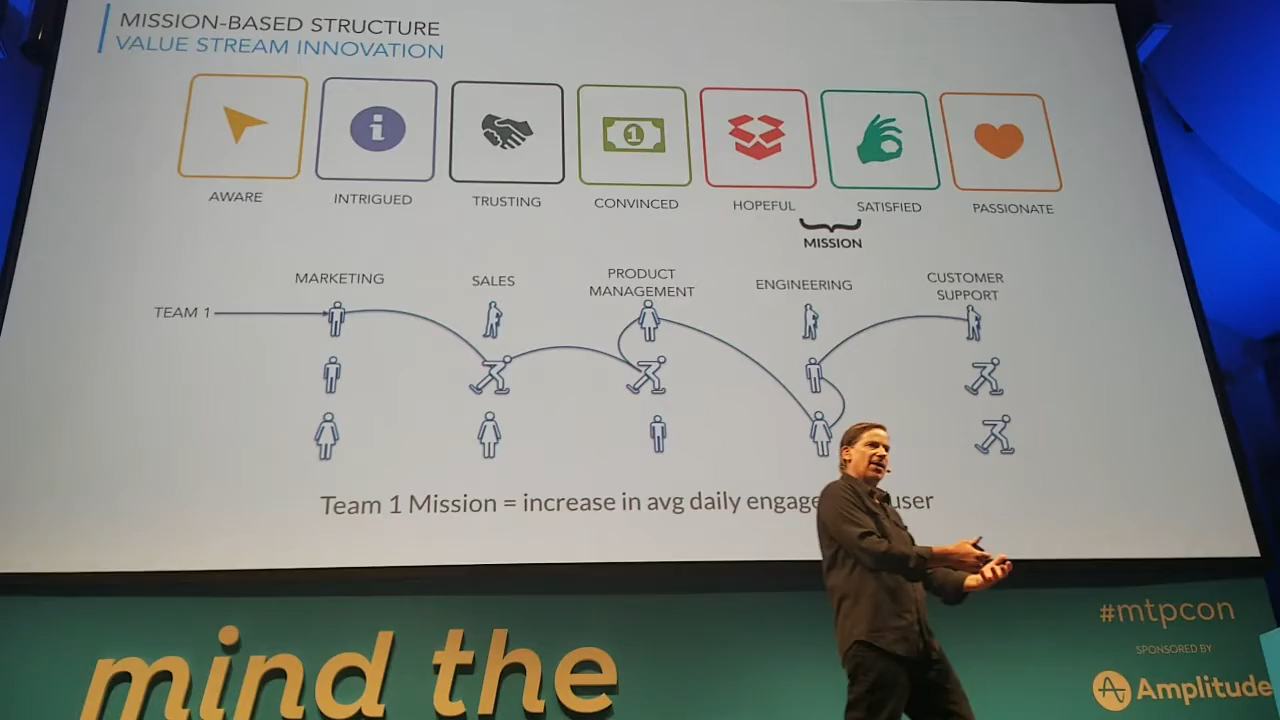 MISSION-BASED STRUCTURE
VALUE STREAM INNOVATION
1
AWARE
INTRIGUED
TRUSTING
CONVINCED
HOPEFUL
SATISFIED
PASSIONATE
MISSION
MARKETING
SALES
PRODUCT
MANAGEMENT
ENGINEERING
CUSTOMER
SUPPORT
TEAM 1
Team 1 Mission = increase in avg daily engage user
mind the
#mtpcon
SPONSORED BY
Amplitude